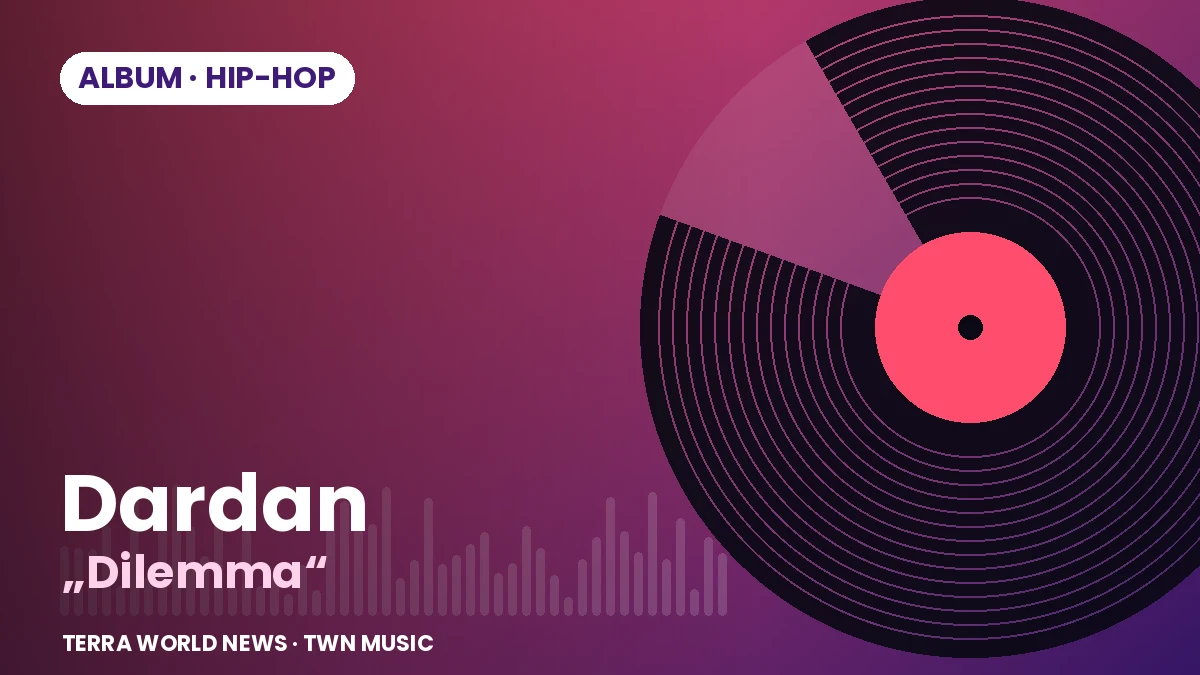 ALBUM · HIP-HOP
Dardan
„Dilemma“
TERRA WORLD NEWS · TWN MUSIC